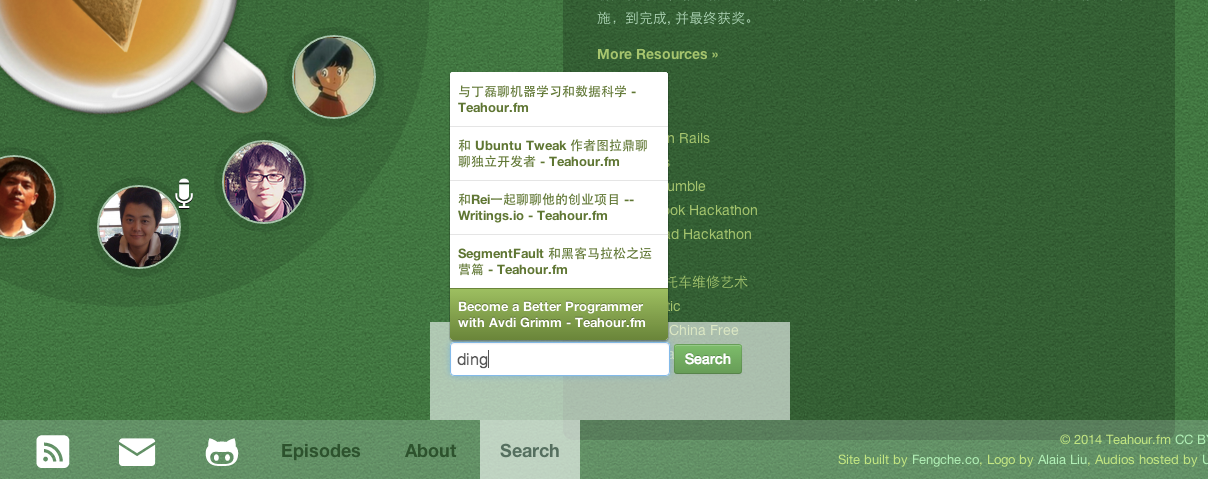 施，到完成, 并最终获奖。
More Resources »
与丁磊聊机器学习和数据科学 -
Teahour.fm
和 Ubuntu Tweak 作者图拉鼎聊
聊独立开发者 - Teahour.fm
和Rei一起聊聊他的创业项目 --
Writings.io - Teahour.fm
SegmentFault 和黑客马拉松之运
营篇 - Teahour.fm
Become a Better Programmer
with Avdi Grimm - Teahour.fm
Rails
Hackathon
Hackathon
托车维修艺术
China Free
ding
Search
Episodes
About
Search
© 2014 Teahour.fm CC
Site built by Fengche.co, Logo by Alaia Liu, Audios hosted by